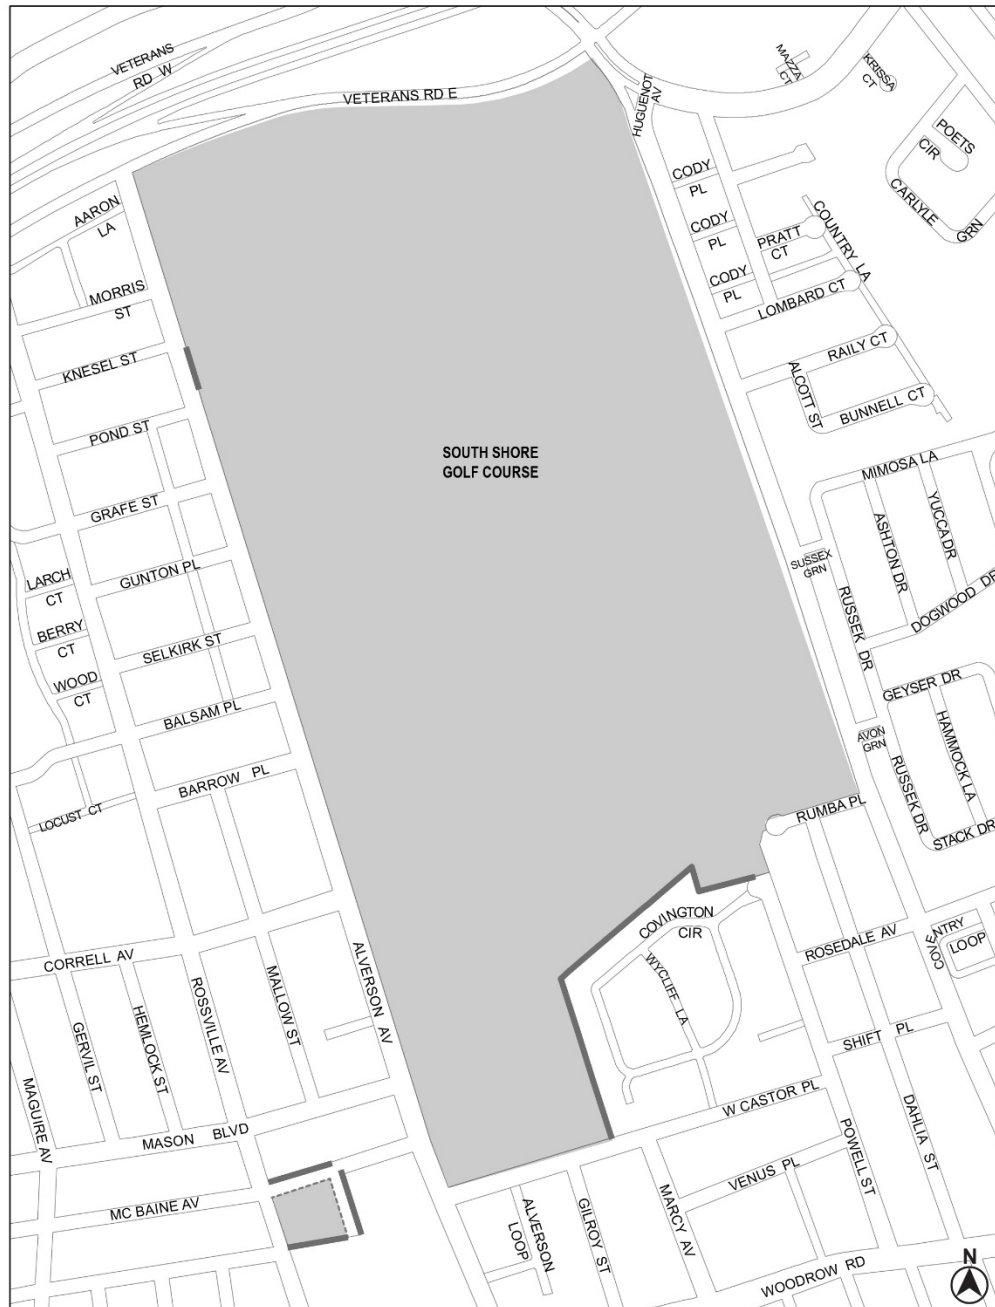 VETERANS
RD W
VETERANS RD E
HUGUENOT
AV
MAZZA
CT
KRISSA
CT
POETS
CIR
CARLYLE
GRN
AARON
LA
CODY
PL
CODY
PL
CODY
PL
PRATT
CT
COUNTRY LA
MORRIS
ST
LOMBARD CT
KNESEL ST
RAILY CT
ALCOTT ST
BUNNELL CT
POND ST
SOUTH SHORE
GOLF COURSE
MIMOSA LA
GRAFE ST
ASHTON DR
YUCCA DR
SUSSEX
GRN
GUNTON PL
LARCH
CT
RUSSEK DR
DOGWOOD DR
BERRY
CT
SELKIRK ST
WOOD
CT
GEYSER DR
BALSAM PL
HAMMOCK LA
AVON
GRN
RUSSEK DR
BARROW PL
LOCUST CT
RUMBA PL
STACK DR
COVINGTON
CIR
WYCLIFF LA
ROSEDALE AV
COVENTRY
LOOP
CORRELL AV
ALVERSON AV
MALLOW ST
ROSSVILLE AV
HEMLOCK ST
GERVIL ST
SHIFT PL
MAGUIRE AV
W CASTOR PL
DAHLIA ST
POWELL ST
MASON BLVD
VENUS PL
MARCY AV
MC BAINE AV
ALVERSON
LOOP
GILROY ST
WOODROW RD
N